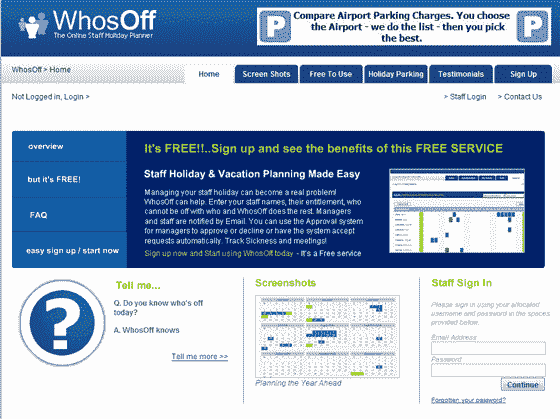 WhosOff
The Online Staff Holiday Planner
Compare Airport Parking Charges. You choose
the Airport - we do the list - then you pick
the best.
WhosOff > Home
Home
Screen Shots
Free To Use
Holiday Parking
Testimonials
Sign Up
Not Logged in, Login >
> Staff Login
> Contact Us
overview
but it's FREE!
FAQ
easy sign up / start now
It's FREE!!..Sign up and see the benefits of this FREE SERVICE
Staff Holiday & Vacation Planning Made Easy
Managing your staff holiday can become a real problem!
WhosOff can help. Enter your staff names, their entitlement, who
cannot be off with who and WhosOff does the rest. Managers
and staff are notified by Email. You can use the Approval system
for managers to approve or decline or have the system accept
requests automatically. Track Sickness and meetings!
Sign up now and Start using WhosOff today - It's a Free service
Tell me...
Q. Do you know who's off
today?
A. WhosOff knows
Tell me more >>
Screenshots
Planning the Year Ahead
Staff Sign In
Please sign in using your allocated
username and password in the spaces
provided below.
Email Address
Password
Continue
Forgotten your password?